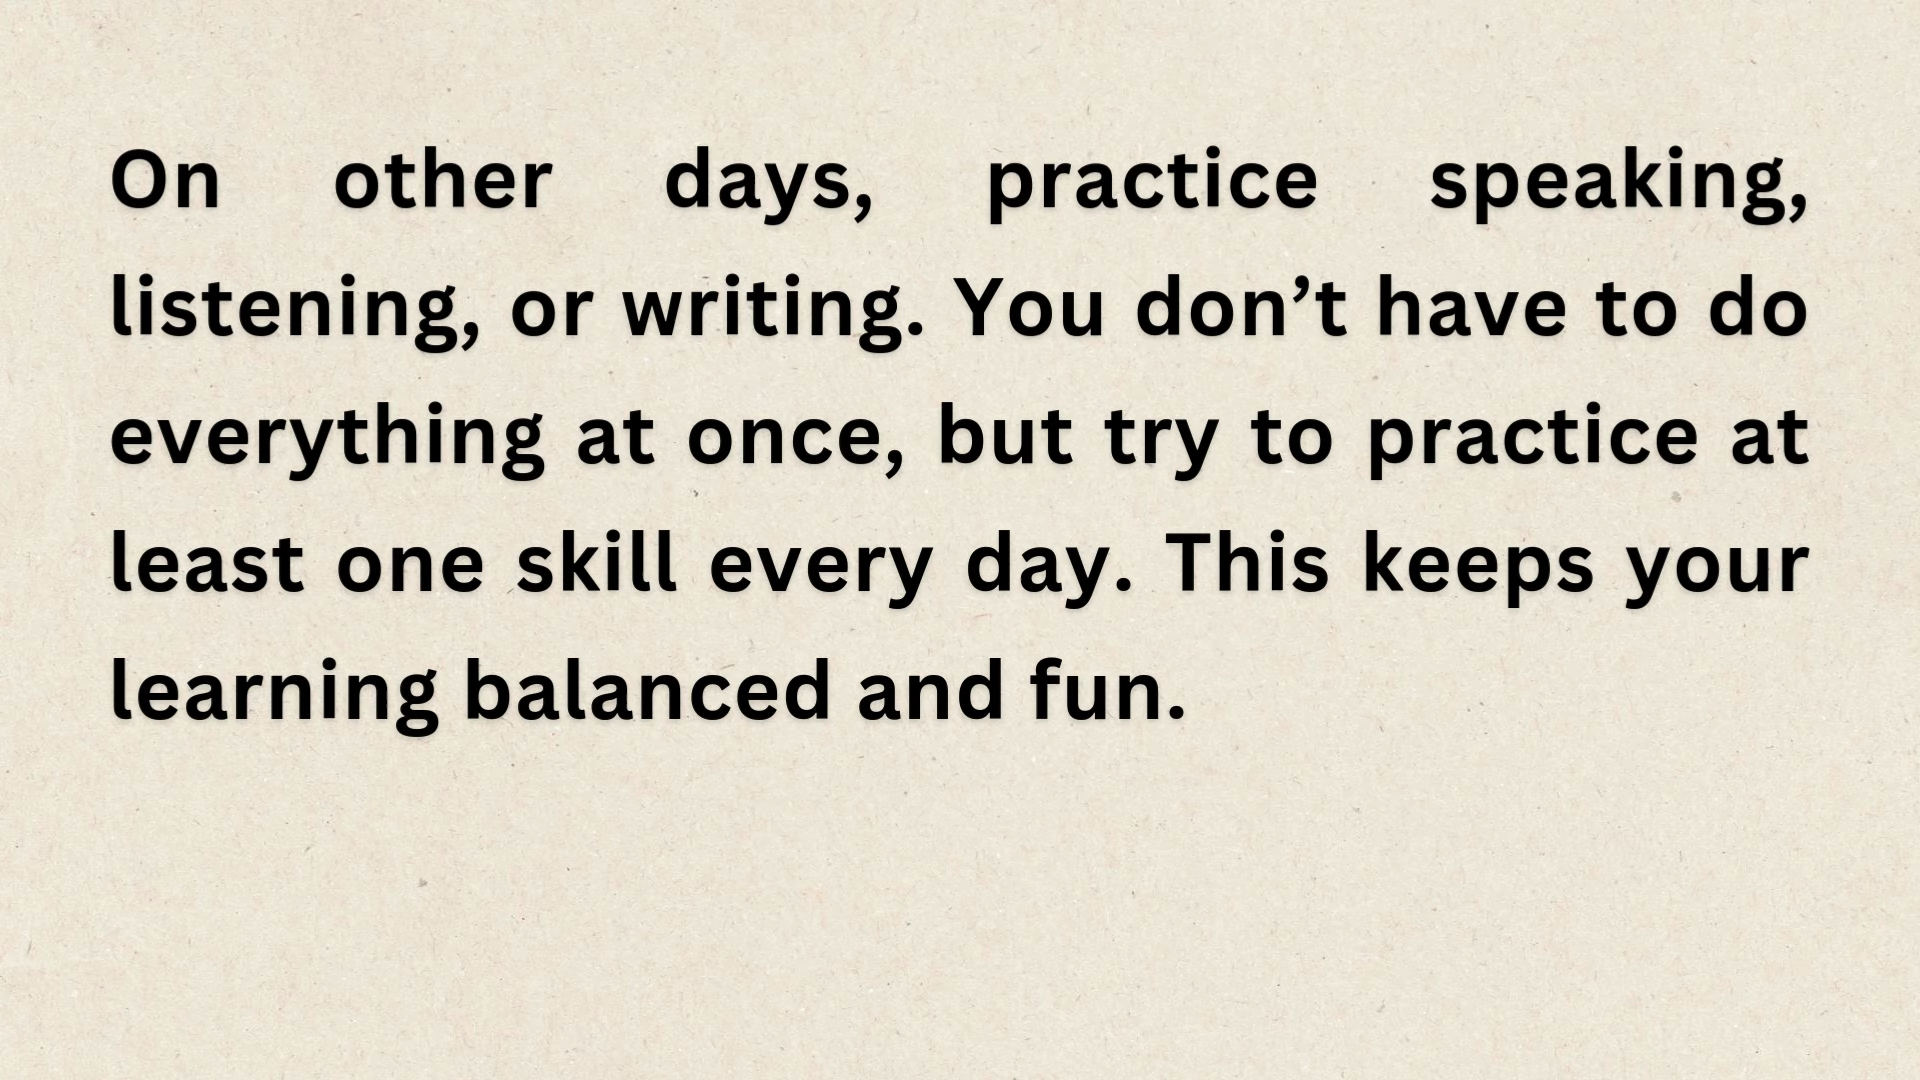 On other days, practice speaking,
listening, or writing. You don’t have to do
everything at once, but try to practice at
least one skill every day. This keeps your
learning balanced and fun.